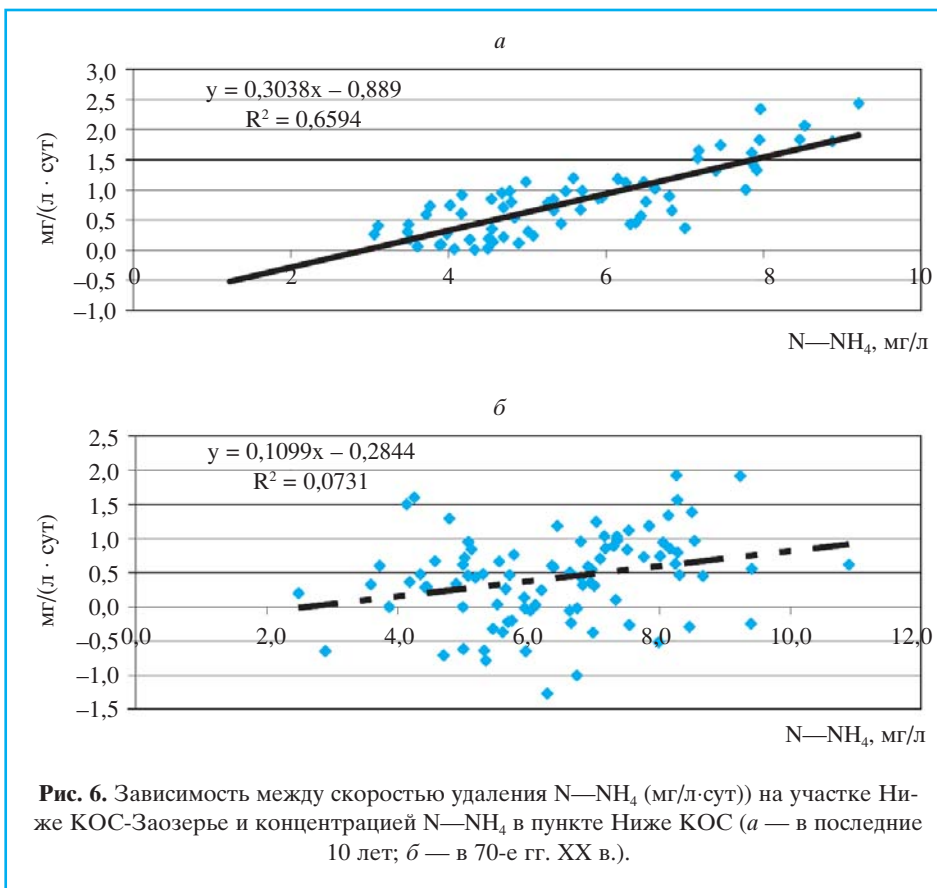 а
3,0
2,5
2,0
1,5
1,0
0,5
0,0
–0,5
–1,0
мг/(л · сут)
y = 0,3038x – 0,889
R² = 0,6594
0 2 4 6 8 10
N—NH₄, мг/л
б
2,5
2,0
1,5
1,0
0,5
0,0
–0,5
–1,0
–1,5
мг/(л · сут)
y = 0,1099x – 0,2844
R² = 0,0731
0,0 2,0 4,0 6,0 8,0 10,0 12,0
N—NH₄, мг/л
Рис. 6. Зависимость между скоростью удаления N—NH₄ (мг/л·сут)) на участке Ни-
же КОС-Заозерье и концентрацией N—NH₄ в пункте Ниже КОС (а — в последние
10 лет; б — в 70-е гг. XX в.).